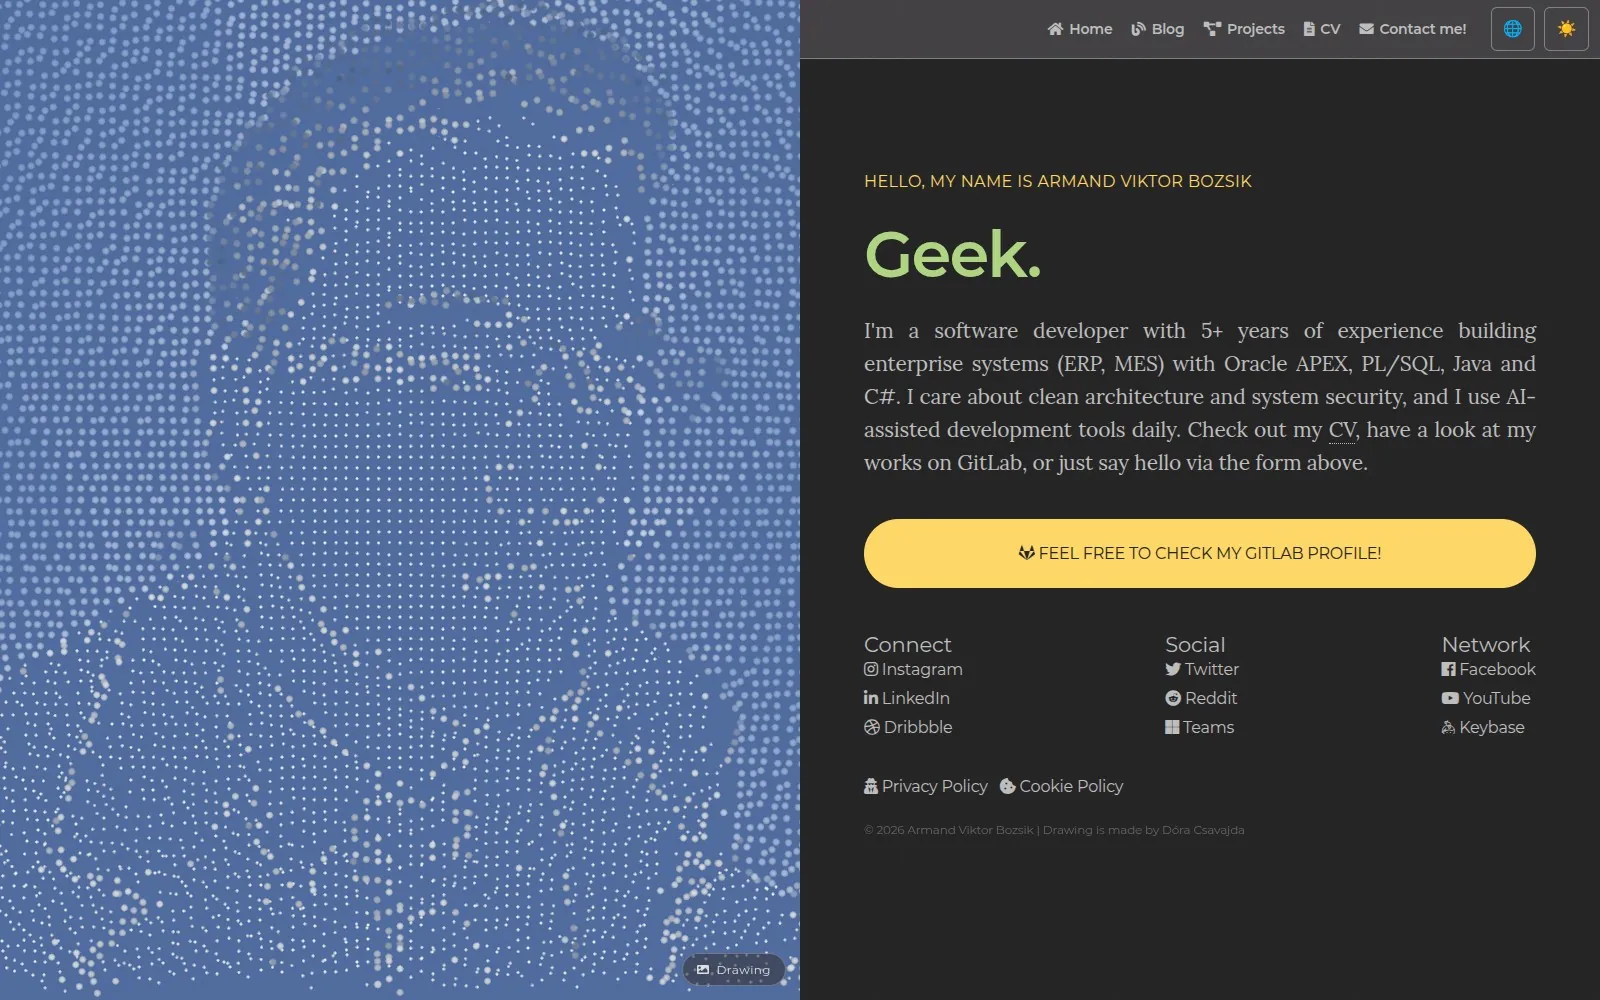 Home Blog Projects CV Contact me!
HELLO, MY NAME IS ARMAND VIKTOR BOZSIK
Geek.
I'm a software developer with 5+ years of experience building
enterprise systems (ERP, MES) with Oracle APEX, PL/SQL, Java and
C#. I care about clean architecture and system security, and I use AI-
assisted development tools daily. Check out my CV, have a look at my
works on GitLab, or just say hello via the form above.
FEEL FREE TO CHECK MY GITLAB PROFILE!
Connect Social Network
Instagram Twitter Facebook
LinkedIn Reddit YouTube
Dribbble Teams Keybase
Privacy Policy Cookie Policy
© 2026 Armand Viktor Bozsik | Drawing is made by Dóra Csavajda
Drawing